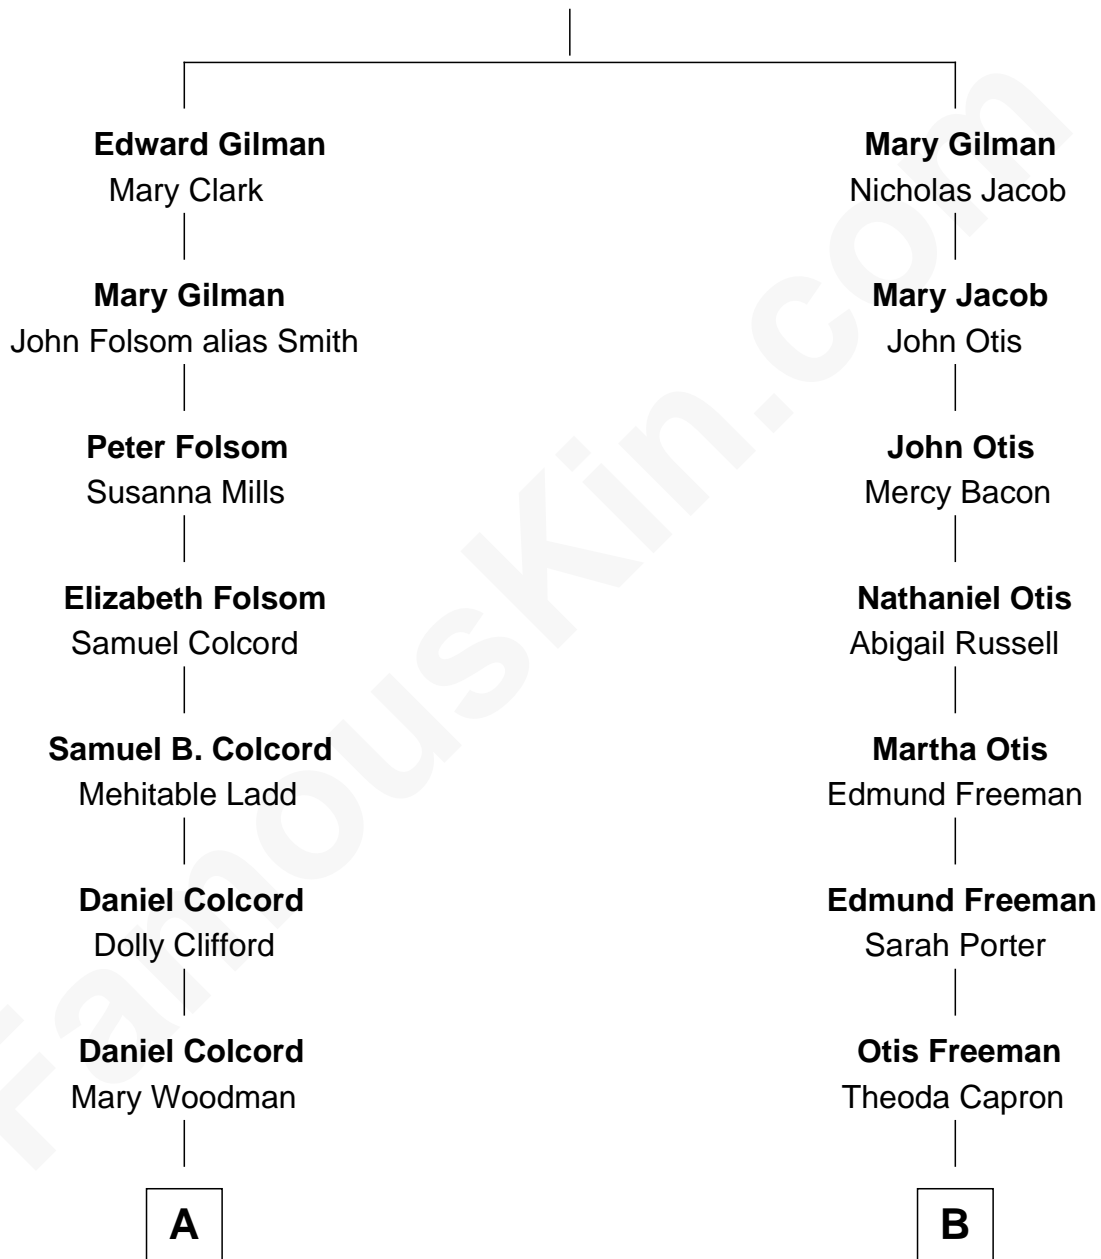 Edward Gilman
Mary Clark
Mary Gilman
John Folsom alias Smith
Peter Folsom
Susanna Mills
Elizabeth Folsom
Samuel Colcord
Samuel B. Colcord
Mehitable Ladd
Daniel Colcord
Dolly Clifford
Daniel Colcord
Mary Woodman
A
Mary Gilman
Nicholas Jacob
Mary Jacob
John Otis
John Otis
Mercy Bacon
Nathaniel Otis
Abigail Russell
Martha Otis
Edmund Freeman
Edmund Freeman
Sarah Porter
Otis Freeman
Theoda Capron
B
FamousKin.com